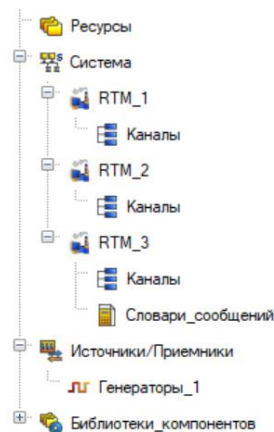 Ресурсы
Система
RTM_1
Каналы
RTM_2
Каналы
RTM_3
Каналы
Словари_сообщений
Источники/Приемники
Генераторы_1
Библиотеки_компонентов